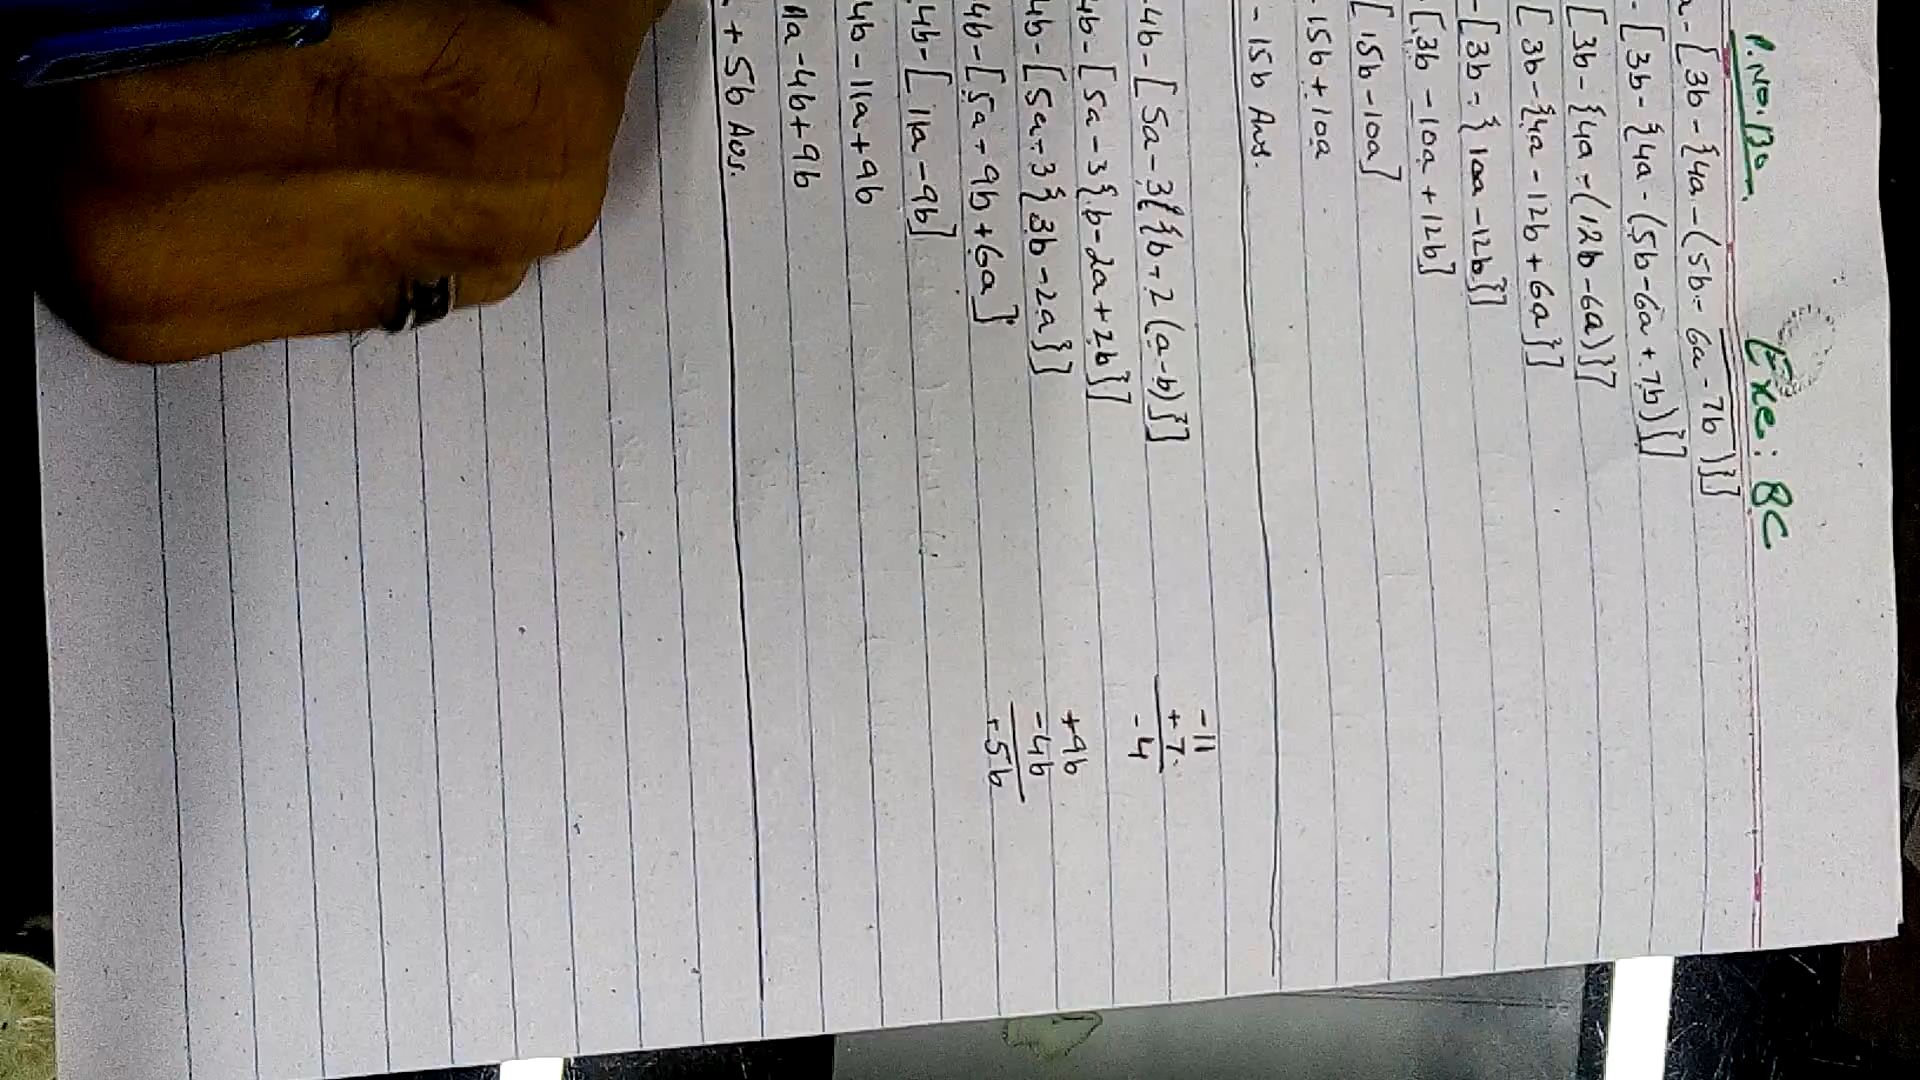 P.No. 130. Exe: 8C
a-[3b-{4a-(5b-6a-7b)}]
-[3b-{4a-(5b-6a+7b)}]
[3b-{4a-(12b-6a)}]
[3b-{4a-12b+6a}]
-[3b-{10a-12b}]
-[3b-10a+12b]
[15b-10a]
-15b+10a
-15b Ans.
-4b-[5a-3{b-2(a-b)}]
4b-[5a-3{b-2a+2b}]
4b-[5a-3{3b-2a}]
4b-[5a-9b+6a]
4b-[11a-9b]
4b-11a+9b
11a-4b+9b
+5b Ans.
-11
+7
-4
+9b
-4b
+5b